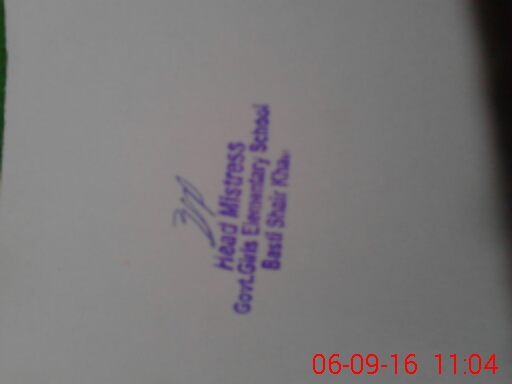 Head Mistress
Govt.Girls Elementary School
Basti Shair Khan
06-09-16 11:04